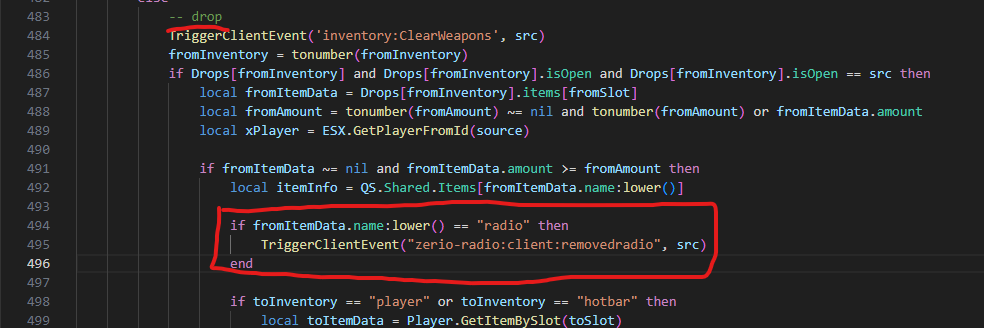 else
483 -- drop
484 TriggerClientEvent('inventory:ClearWeapons', src)
485 fromInventory = tonumber(fromInventory)
486 if Drops[fromInventory] and Drops[fromInventory].isOpen and Drops[fromInventory].isOpen == src then
487 local fromItemData = Drops[fromInventory].items[fromSlot]
488 local fromAmount = tonumber(fromAmount) ~= nil and tonumber(fromAmount) or fromItemData.amount
489 local xPlayer = ESX.GetPlayerFromId(source)
490
491 if fromItemData ~= nil and fromItemData.amount >= fromAmount then
492 local itemInfo = QS.Shared.Items[fromItemData.name:lower()]
493
494 if fromItemData.name:lower() == "radio" then
495 TriggerClientEvent("zerio-radio:client:removedradio", src)
496 end
497
498 if toInventory == "player" or toInventory == "hotbar" then
499 local toItemData = Player.GetItemBySlot(toSlot)